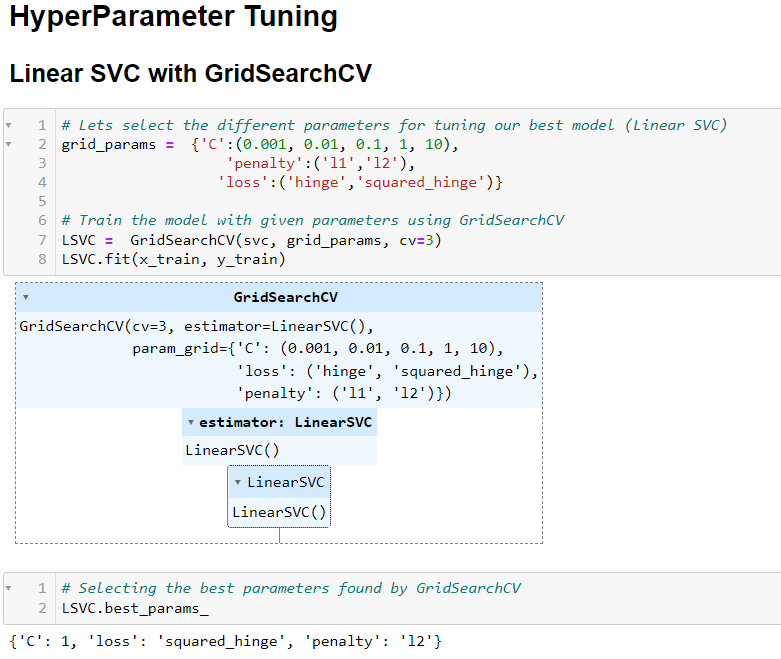 HyperParameter Tuning
Linear SVC with GridSearchCV
1 # Lets select the different parameters for tuning our best model (Linear SVC)
2 grid_params = {'C':(0.001, 0.01, 0.1, 1, 10),
3 'penalty':('l1','l2'),
4 'loss':('hinge','squared_hinge')}
5
6 # Train the model with given parameters using GridSearchCV
7 LSVC = GridSearchCV(svc, grid_params, cv=3)
8 LSVC.fit(x_train, y_train)
GridSearchCV
GridSearchCV(cv=3, estimator=LinearSVC(),
param_grid={'C': (0.001, 0.01, 0.1, 1, 10),
'loss': ('hinge', 'squared_hinge'),
'penalty': ('l1', 'l2')})
estimator: LinearSVC
LinearSVC()
LinearSVC
LinearSVC()
1 # Selecting the best parameters found by GridSearchCV
2 LSVC.best_params_
{'C': 1, 'loss': 'squared_hinge', 'penalty': 'l2'}